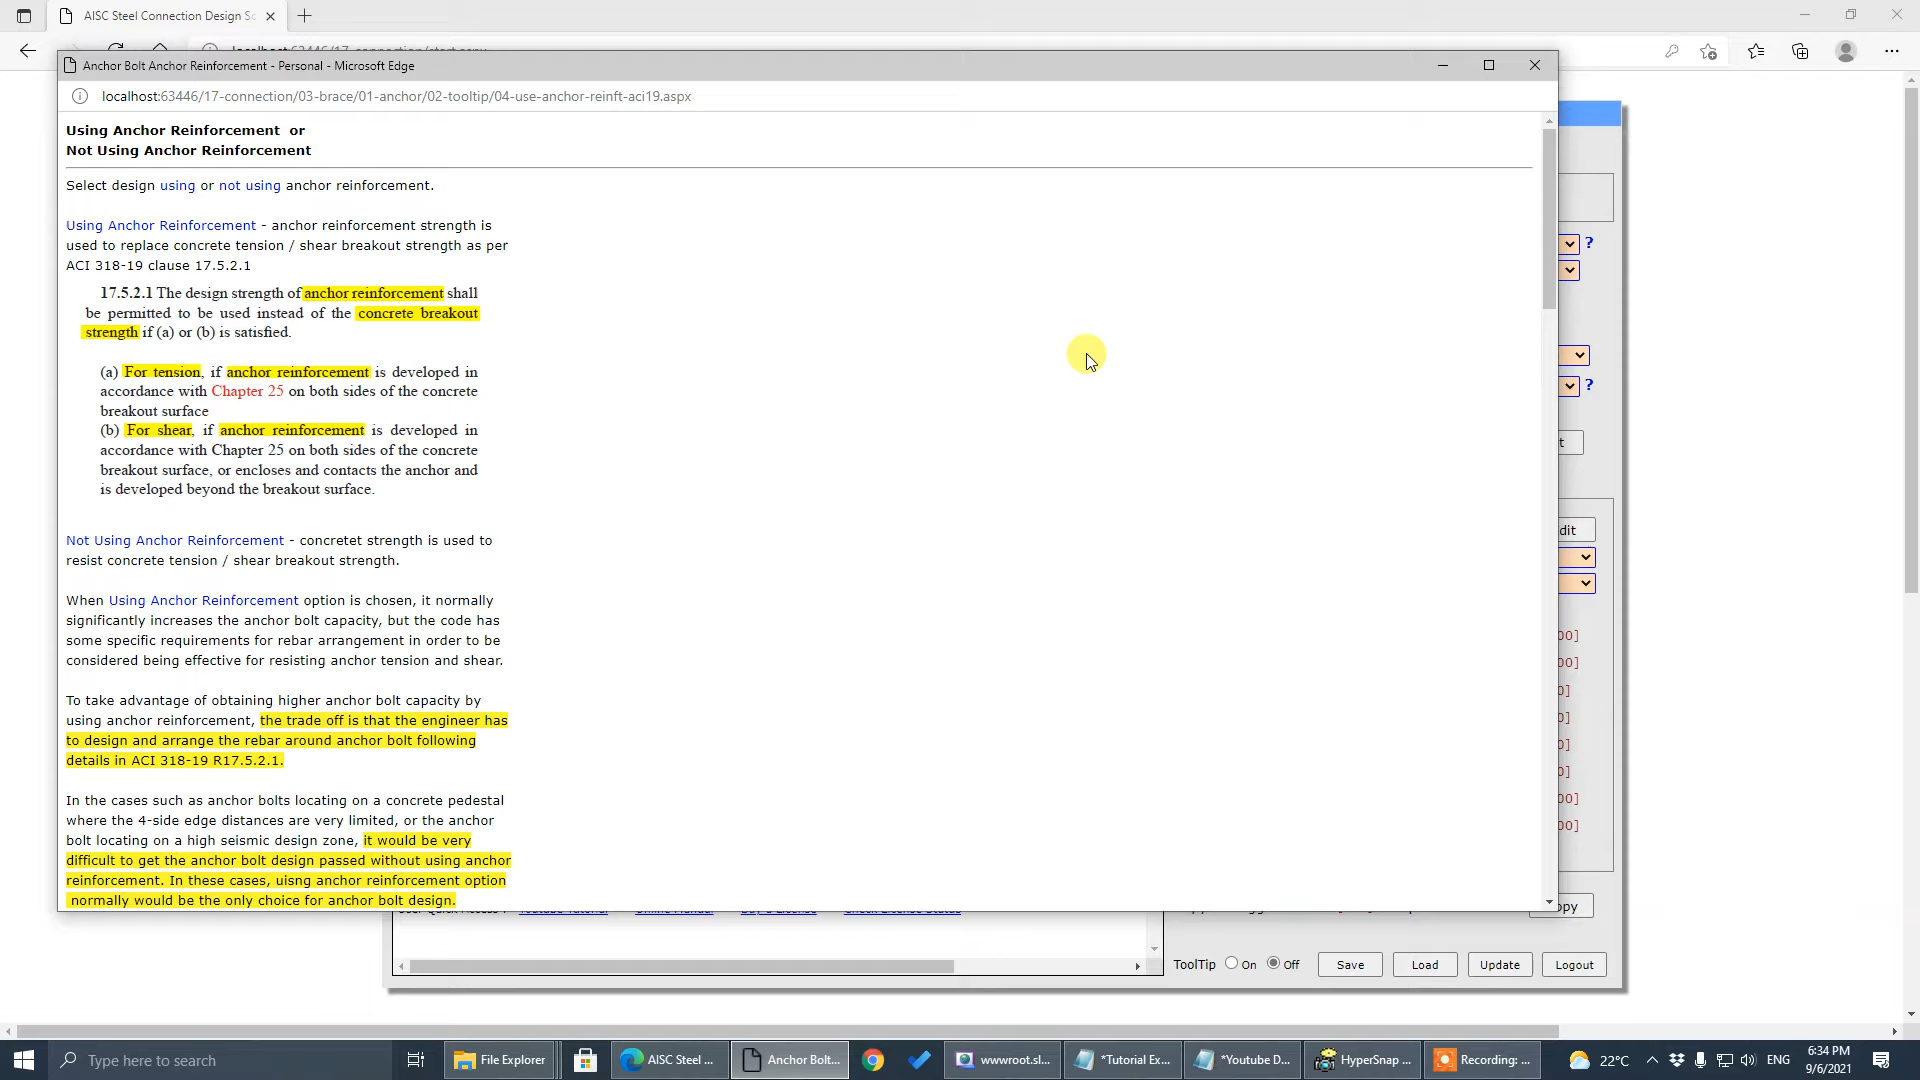 AISC Steel Connection Design Sc
Anchor Bolt Anchor Reinforcement - Personal - Microsoft Edge
localhost:63446/17-connection/03-brace/01-anchor/02-tooltip/04-use-anchor-reinft-aci19.aspx
Using Anchor Reinforcement or
Not Using Anchor Reinforcement
Select design using or not using anchor reinforcement.
Using Anchor Reinforcement - anchor reinforcement strength is
used to replace concrete tension / shear breakout strength as per
ACI 318-19 clause 17.5.2.1
17.5.2.1 The design strength of anchor reinforcement shall
be permitted to be used instead of the concrete breakout
strength if (a) or (b) is satisfied.
(a) For tension, if anchor reinforcement is developed in
accordance with Chapter 25 on both sides of the concrete
breakout surface
(b) For shear, if anchor reinforcement is developed in
accordance with Chapter 25 on both sides of the concrete
breakout surface, or encloses and contacts the anchor and
is developed beyond the breakout surface.
Not Using Anchor Reinforcement - concretet strength is used to
resist concrete tension / shear breakout strength.
When Using Anchor Reinforcement option is chosen, it normally
significantly increases the anchor bolt capacity, but the code has
some specific requirements for rebar arrangement in order to be
considered being effective for resisting anchor tension and shear.
To take advantage of obtaining higher anchor bolt capacity by
using anchor reinforcement, the trade off is that the engineer has
to design and arrange the rebar around anchor bolt following
details in ACI 318-19 R17.5.2.1.
In the cases such as anchor bolts locating on a concrete pedestal
where the 4-side edge distances are very limited, or the anchor
bolt locating on a high seismic design zone, it would be very
difficult to get the anchor bolt design passed without using anchor
reinforcement. In these cases, uisng anchor reinforcement option
normally would be the only choice for anchor bolt design.
?
?
t
dit
00]
00]
0]
0]
0]
0]
00]
00]
opy
ToolTip On Off Save Load Update Logout
Type here to search
File Explorer
AISC Steel ...
Anchor Bolt...
wwwroot.sl...
*Tutorial Ex...
*Youtube D...
HyperSnap ...
Recording: ...
22°C
ENG
6:34 PM
9/6/2021